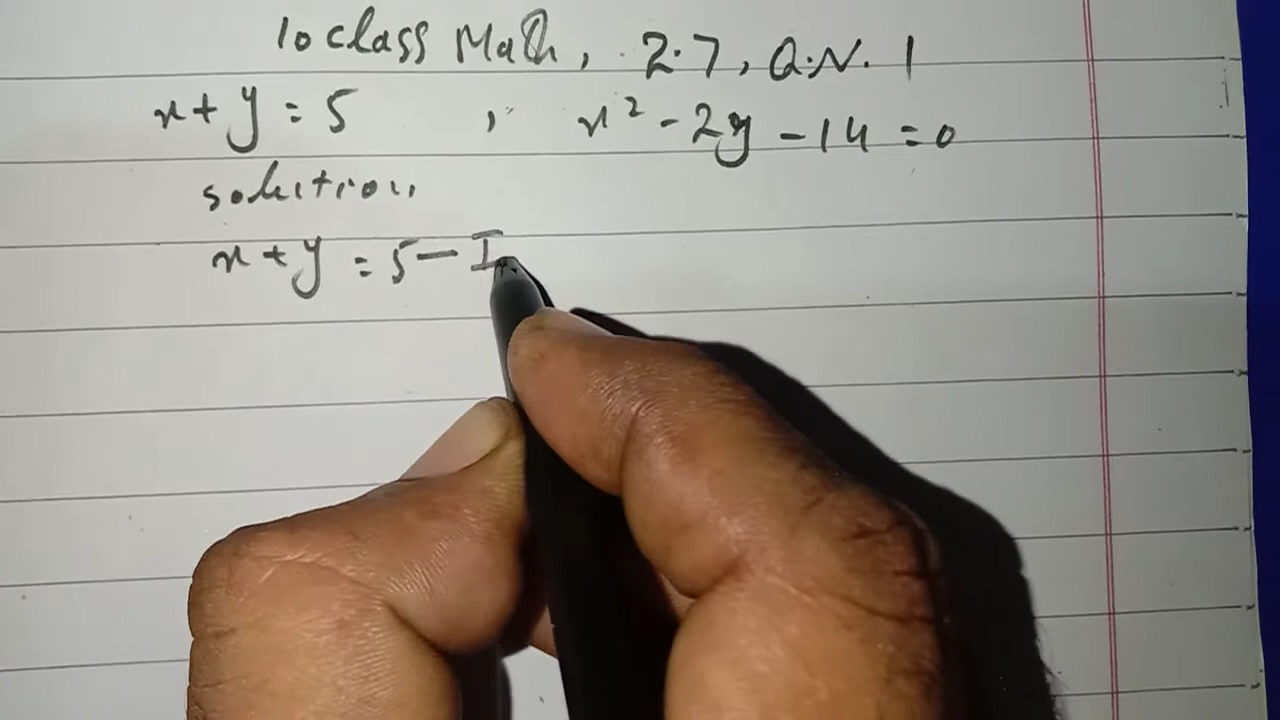 10 class Math, 2.7, Q.N. 1
x + y = 5 , x² - 2y - 14 = 0
solution
x + y = 5 — I